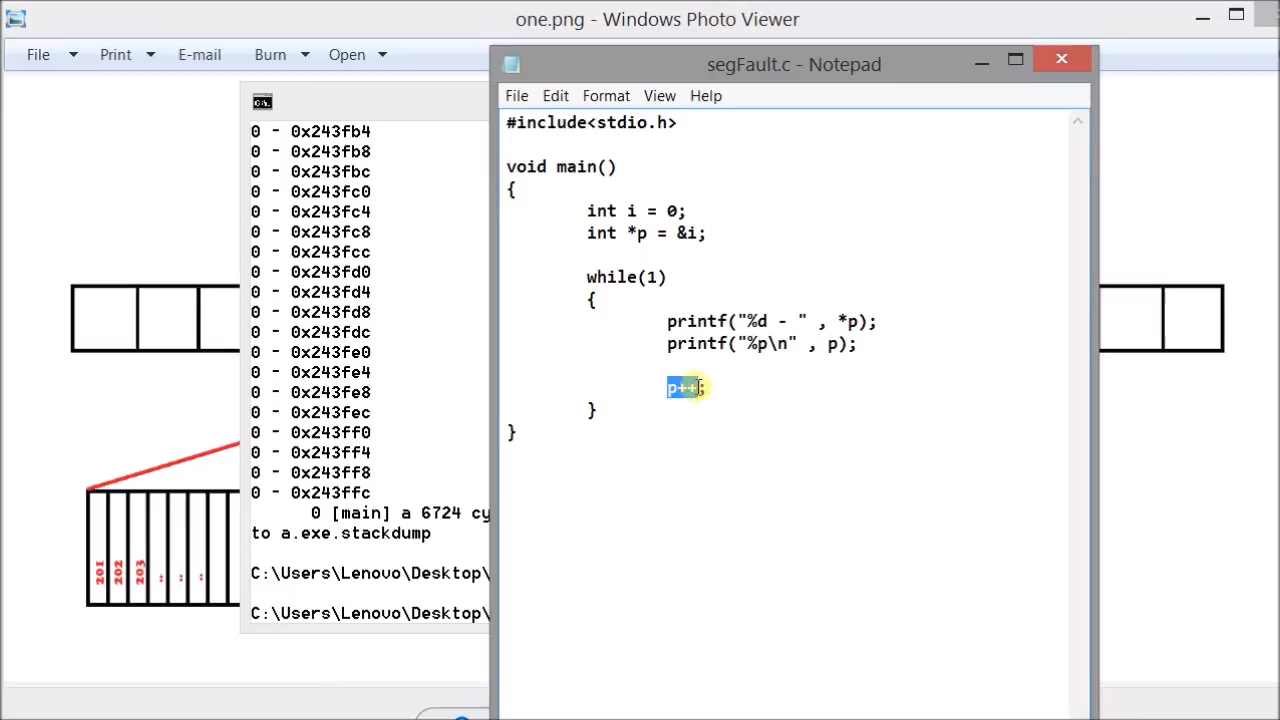 one.png - Windows Photo Viewer
File Print E-mail Burn Open
segFault.c - Notepad
File Edit Format View Help
C:\.
0 - 0x243fb4
0 - 0x243fb8
0 - 0x243fbc
0 - 0x243fc0
0 - 0x243fc4
0 - 0x243fc8
0 - 0x243fcc
0 - 0x243fd0
0 - 0x243fd4
0 - 0x243fd8
0 - 0x243fdc
0 - 0x243fe0
0 - 0x243fe4
0 - 0x243fe8
0 - 0x243fec
0 - 0x243ff0
0 - 0x243ff4
0 - 0x243ff8
0 - 0x243ffc
0 [main] a 6724 cy
to a.exe.stackdump
C:\Users\Lenovo\Desktop\
C:\Users\Lenovo\Desktop\
#include<stdio.h>
void main()
{
int i = 0;
int *p = &i;
while(1)
{
printf("%d - " , *p);
printf("%p\n" , p);
p++;
}
}
201
202
203
..
..
..